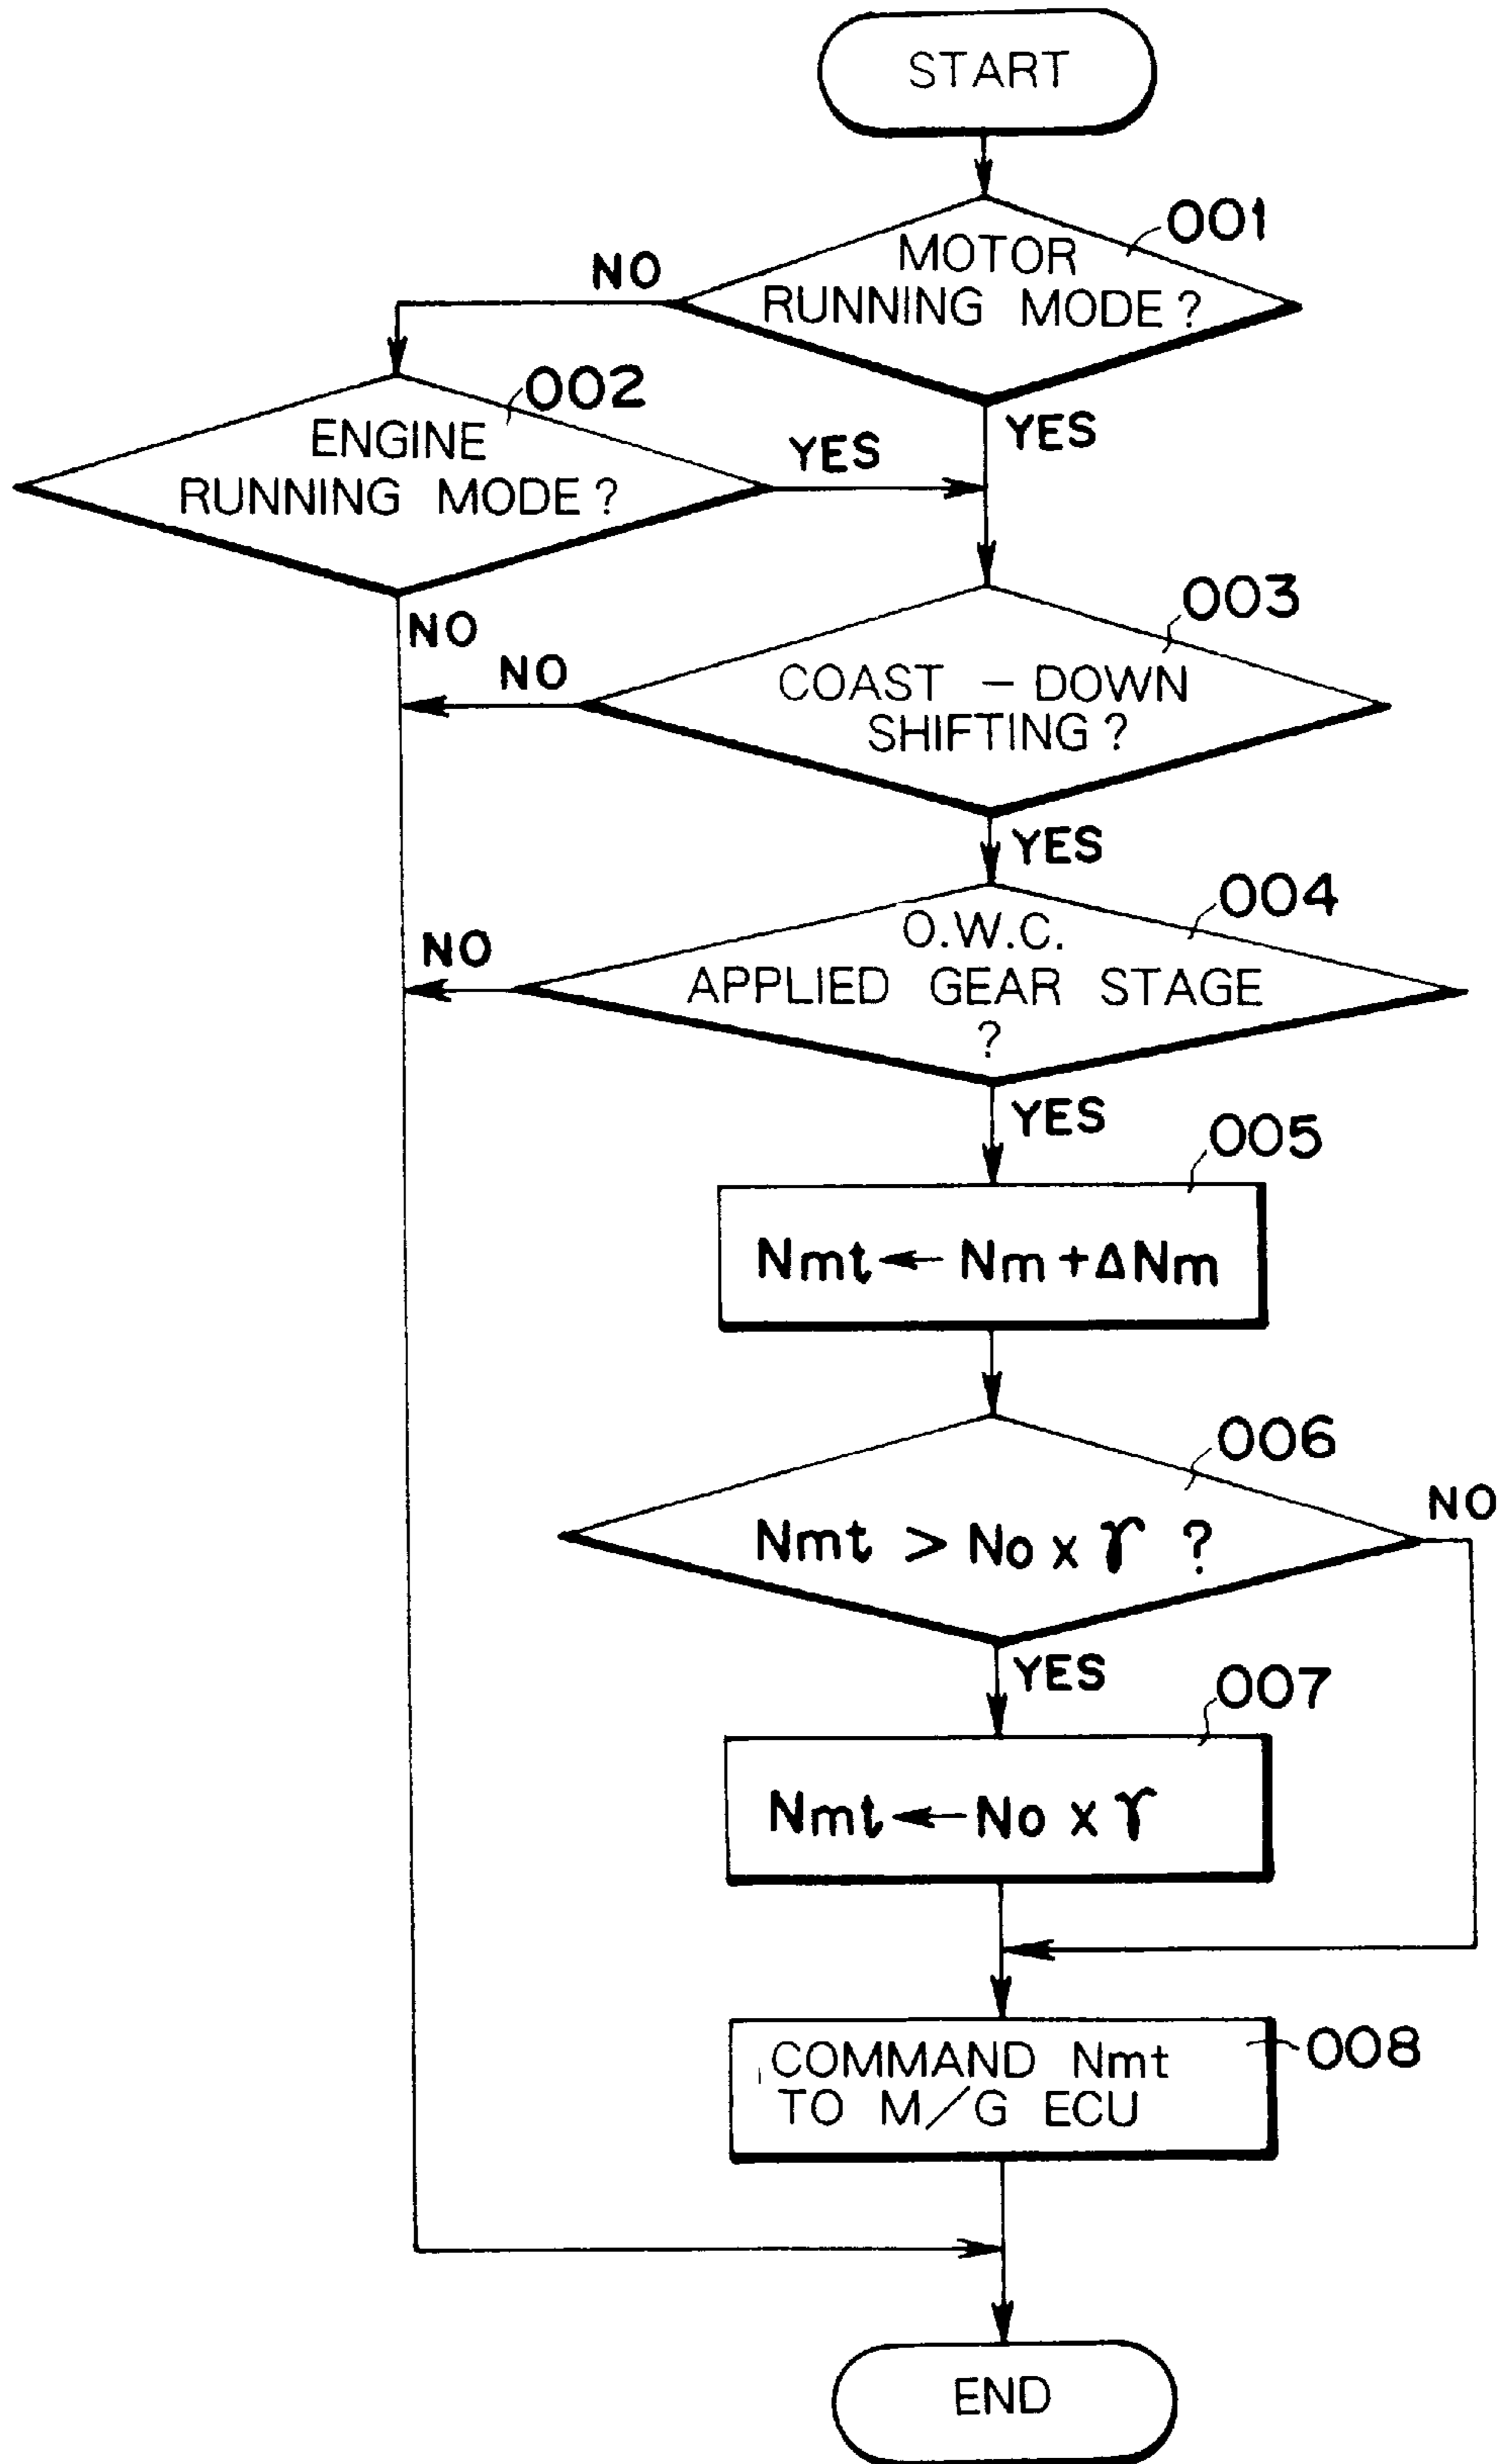 START
001
MOTOR
RUNNING MODE ?
NO
YES
002
ENGINE
RUNNING MODE ?
YES
NO
003
COAST – DOWN
SHIFTING ?
NO
YES
004
O.W.C.
APPLIED GEAR STAGE
?
NO
YES
005
Nmt ← Nm + ΔNm
006
Nmt > No x γ ?
NO
YES
007
Nmt ← No x γ
008
COMMAND Nmt
TO M/G ECU
END